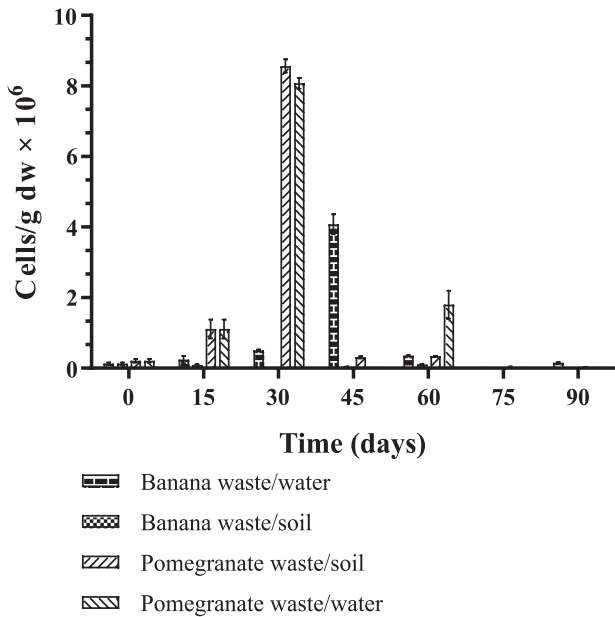 Cells/g dw × 10⁶
10
8
6
4
2
0
0 15 30 45 60 75 90
Time (days)
Banana waste/water
Banana waste/soil
Pomegranate waste/soil
Pomegranate waste/water